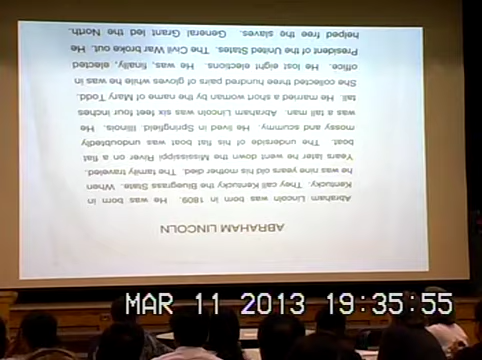 ABRAHAM LINCOLN
Abraham Lincoln was born in 1809. He was born in
Kentucky. They call Kentucky the Bluegrass State. When
he was nine years old his mother died. The family traveled.
Years later he went down the Mississippi River on a flat
boat. The underside of his flat boat was undoubtedly
mossy and scummy. He lived in Springfield Illinois. He
was a tall man. Abraham Lincoln was six feet four inches
tall. He married a short woman by the name of Mary Todd.
She collected three hundred pairs of gloves while he was in
office. He lost eight elections. He was, finally, elected
President of the United States. The Civil War broke out. He
helped free the slaves. General Grant led the North.
MAR 11 2013 19:35:55